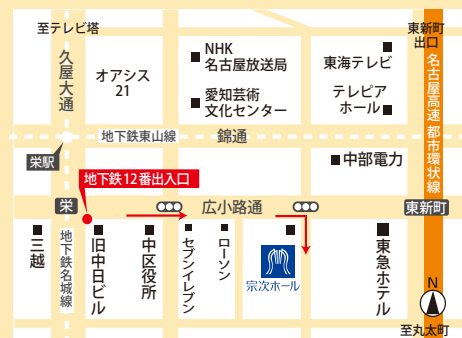 至テレビ塔
久屋大通
オアシス
21
NHK
名古屋放送局
愛知芸術
文化センター
東海テレビ
テレピア
ホール
東新町
出口
名古屋高速都市環状線
地下鉄東山線
錦通
栄駅
中部電力
地下鉄12番出入口
栄
広小路通
東新町
三越
地下鉄名城線
旧中日ビル
中区役所
セブンイレブン
ローソン
宗次ホール
東急ホテル
N
至丸太町